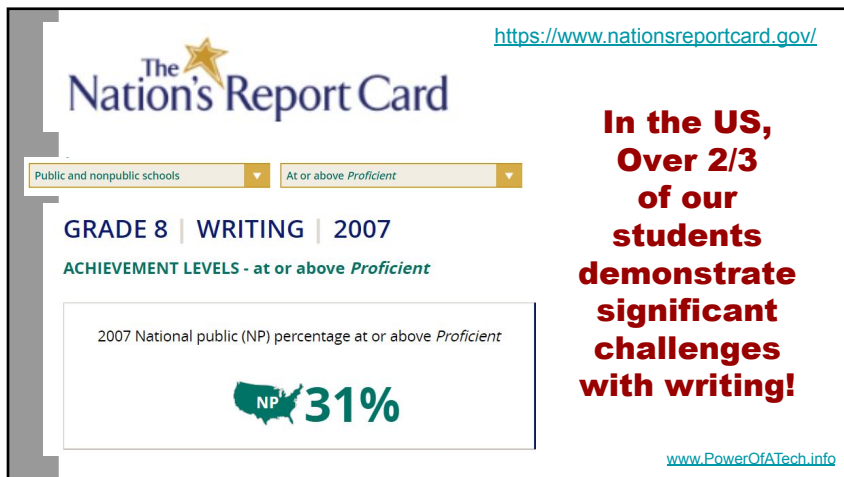 https://www.nationsreportcard.gov/
The
Nation's Report Card
Public and nonpublic schools
At or above Proficient
GRADE 8 | WRITING | 2007
ACHIEVEMENT LEVELS - at or above Proficient
2007 National public (NP) percentage at or above Proficient
NP 31%
In the US,
Over 2/3
of our
students
demonstrate
significant
challenges
with writing!
www.PowerOfATech.info